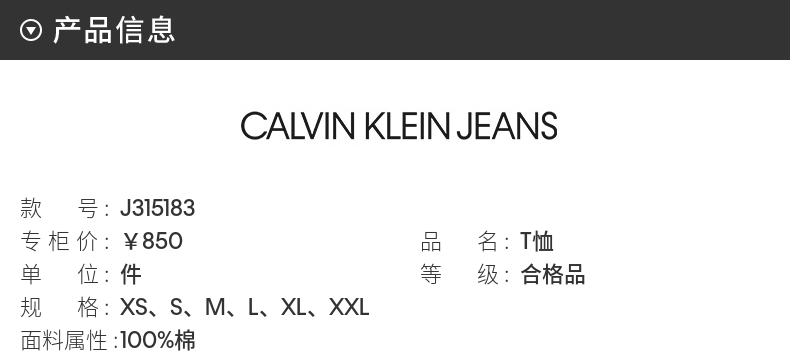 产品信息
CALVIN KLEIN JEANS
款 号: J315183
专柜价: ￥850 品 名: T恤
单 位: 件 等 级: 合格品
规 格: XS、S、M、L、XL、XXL
面料属性:100%棉